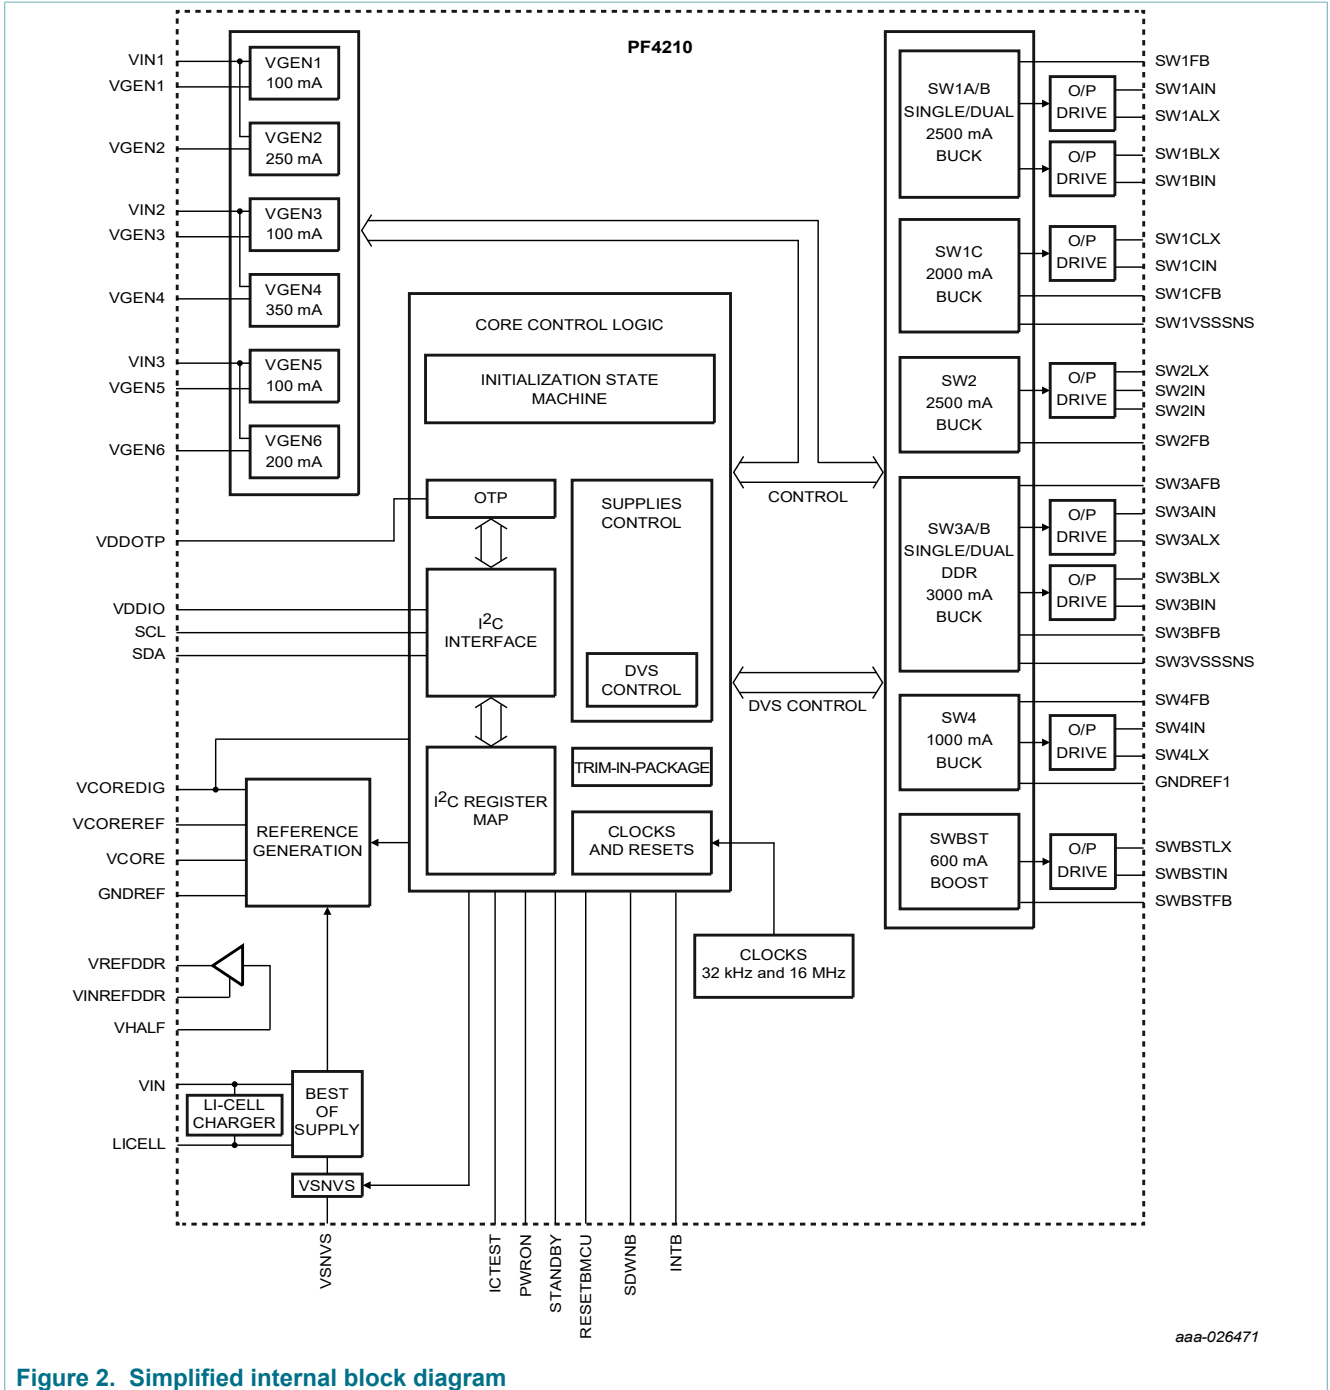 PF4210
VIN1
VGEN1
VGEN2
VIN2
VGEN3
VGEN4
VIN3
VGEN5
VGEN6
VDDOTP
VDDIO
SCL
SDA
VCOREDIG
VCOREREF
VCORE
GNDREF
VREFDDR
VINREFDDR
VHALF
VIN
LICELL
VGEN1
100 mA
VGEN2
250 mA
VGEN3
100 mA
VGEN4
350 mA
VGEN5
100 mA
VGEN6
200 mA
CORE CONTROL LOGIC
INITIALIZATION STATE
MACHINE
OTP
I2C
INTERFACE
I2C REGISTER
MAP
SUPPLIES
CONTROL
DVS
CONTROL
TRIM-IN-PACKAGE
CLOCKS
AND RESETS
CLOCKS
32 kHz and 16 MHz
REFERENCE
GENERATION
LI-CELL
CHARGER
BEST
OF
SUPPLY
VSNVS
CONTROL
DVS CONTROL
SW1A/B
SINGLE/DUAL
2500 mA
BUCK
O/P
DRIVE
O/P
DRIVE
SW1C
2000 mA
BUCK
O/P
DRIVE
SW2
2500 mA
BUCK
O/P
DRIVE
SW3A/B
SINGLE/DUAL
DDR
3000 mA
BUCK
O/P
DRIVE
O/P
DRIVE
SW4
1000 mA
BUCK
O/P
DRIVE
SWBST
600 mA
BOOST
O/P
DRIVE
SW1FB
SW1AIN
SW1ALX
SW1BLX
SW1BIN
SW1CLX
SW1CIN
SW1CFB
SW1VSSSNS
SW2LX
SW2IN
SW2IN
SW2FB
SW3AFB
SW3AIN
SW3ALX
SW3BLX
SW3BIN
SW3BFB
SW3VSSSNS
SW4FB
SW4IN
SW4LX
GNDREF1
SWBSTLX
SWBSTIN
SWBSTFB
VSNVS
ICTEST
PWRON
STANDBY
RESETBMCU
SDWNB
INTB
aaa-026471
Figure 2. Simplified internal block diagram